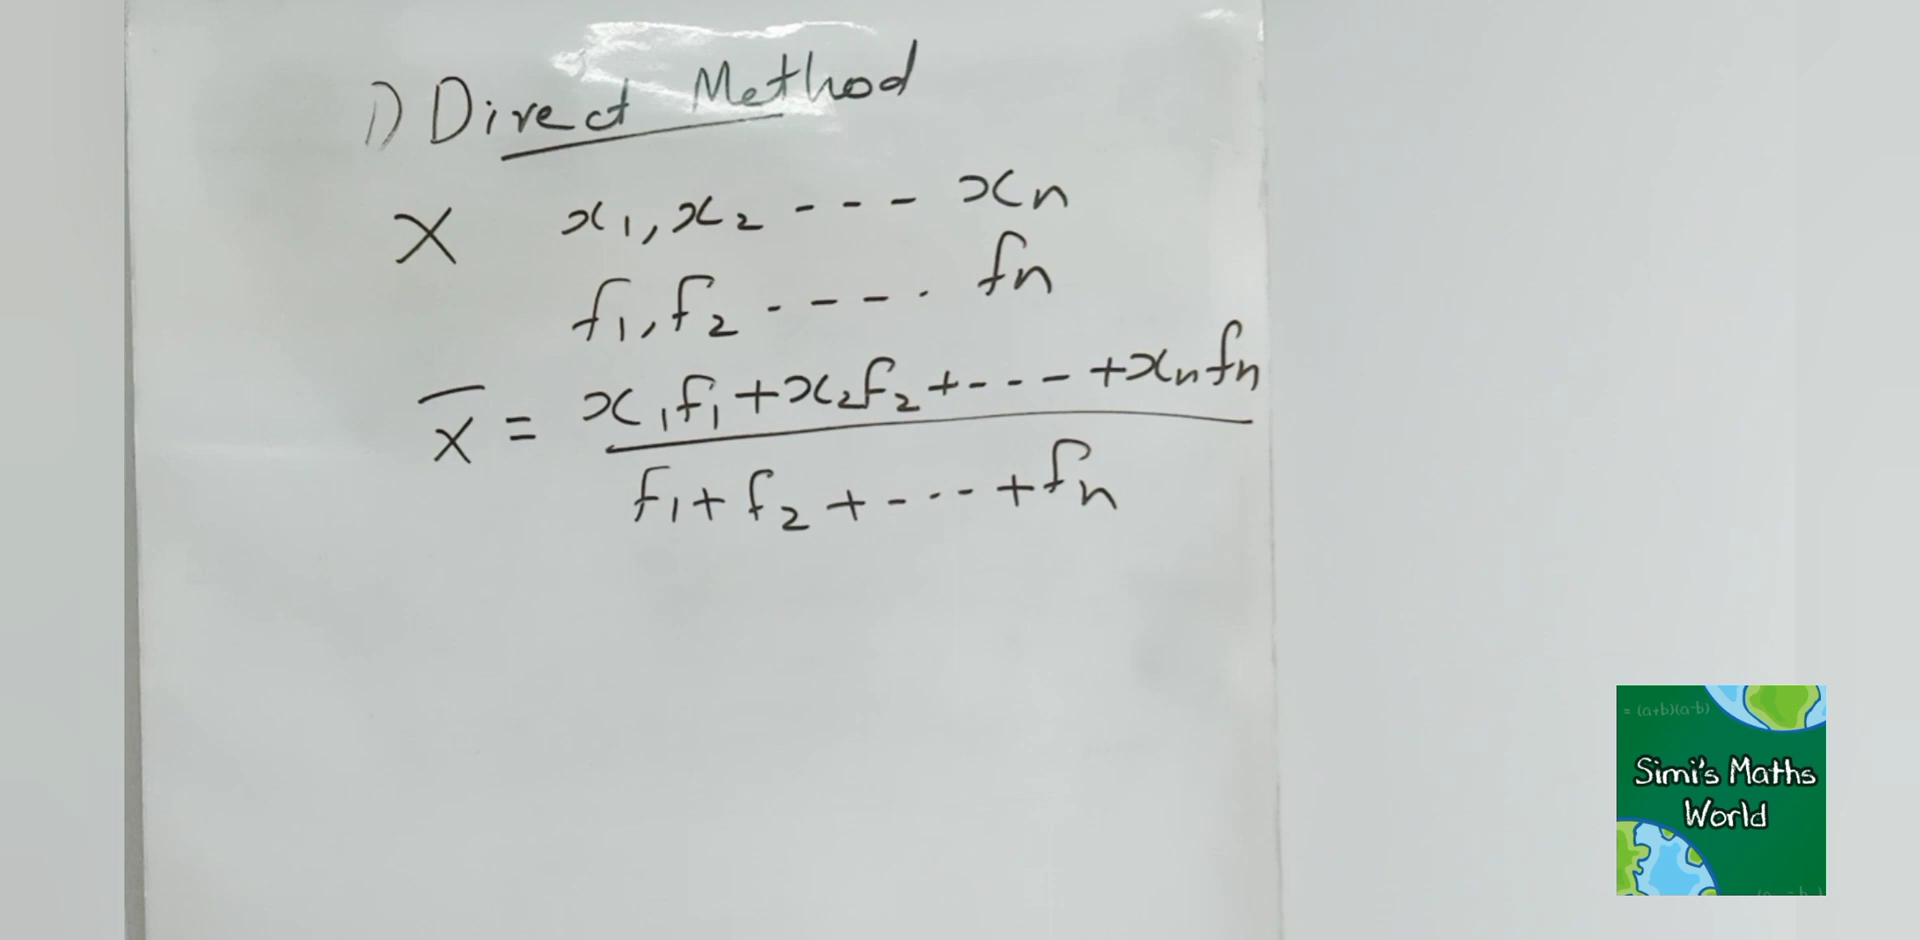 1) Direct Method
X x₁, x₂ - - - xn
f₁, f₂ - - - - . fn
x̅ = x₁f₁ + x₂f₂ + - - - + xnfn
f₁ + f₂ + - - - - + fn
= (a+b)(a-b)
Simi's Maths
World